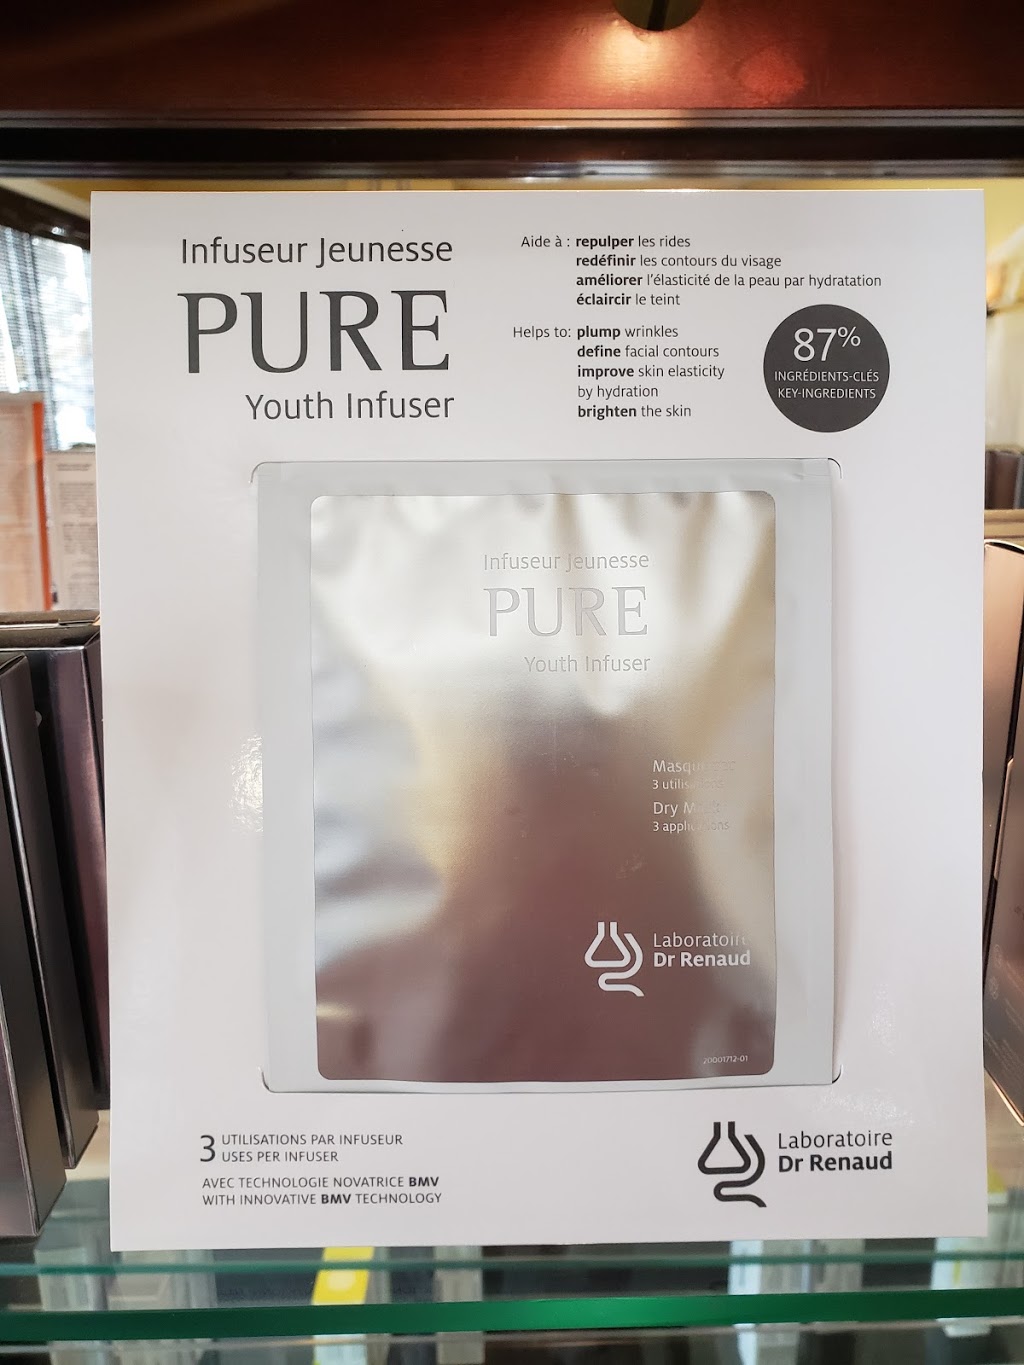 Infuseur Jeunesse
PURE
Youth Infuser
Aide à : repulper les rides
redéfinir les contours du visage
améliorer l'élasticité de la peau par hydratation
éclaircir le teint
Helps to: plump wrinkles
define facial contours
improve skin elasticity
by hydration
brighten the skin
87%
INGRÉDIENTS-CLÉS
KEY-INGREDIENTS
Infuseur Jeunesse
PURE
Youth Infuser
3
Dry
3
Laboratoire
Dr Renaud
20001712-01
3 UTILISATIONS PAR INFUSEUR
USES PER INFUSER
AVEC TECHNOLOGIE NOVATRICE BMV
WITH INNOVATIVE BMV TECHNOLOGY
Laboratoire
Dr Renaud